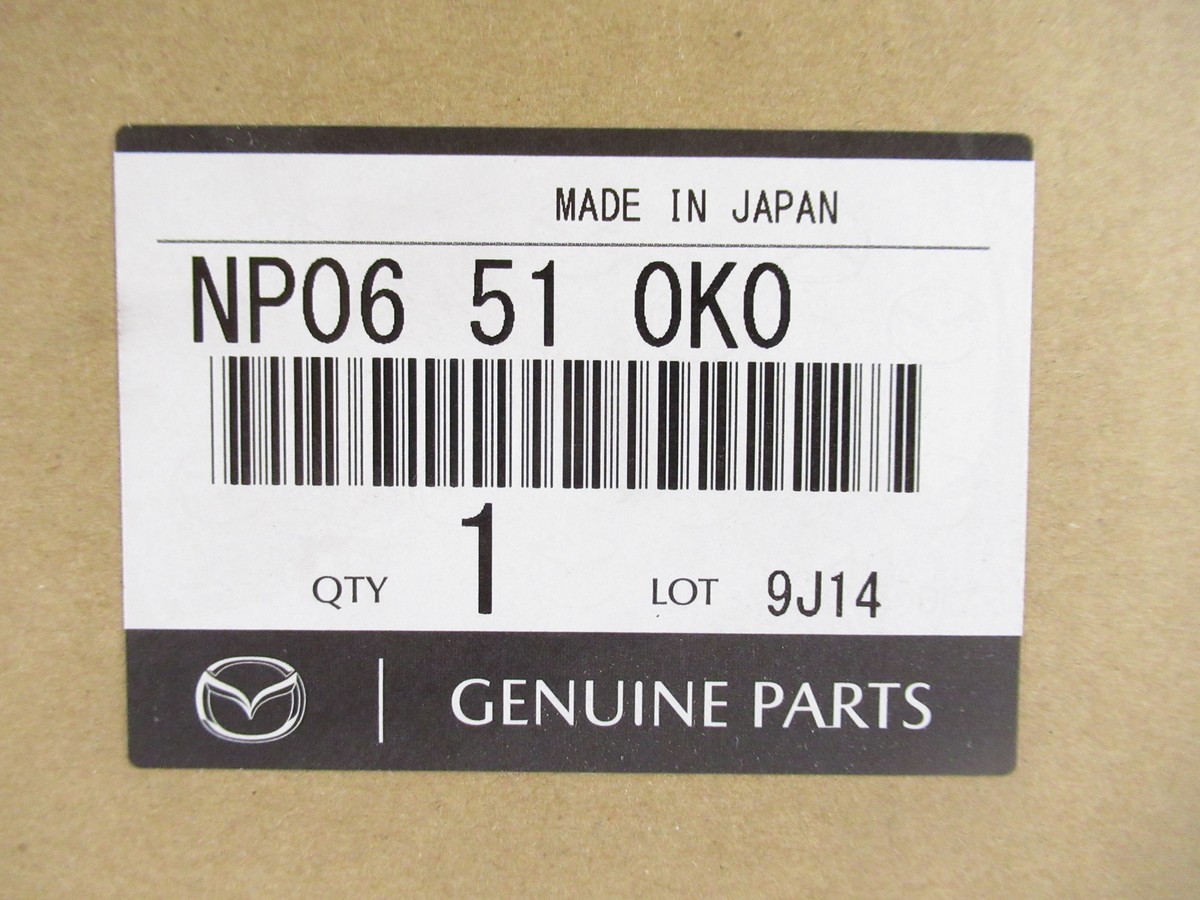 MADE IN JAPAN
NP06 51 0K0
1
QTY LOT 9J14
GENUINE PARTS